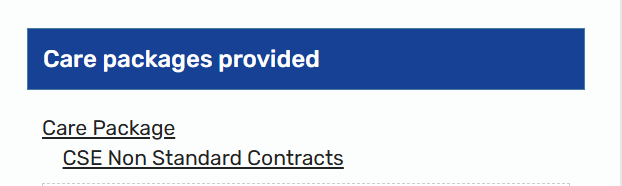 Care packages provided
Care Package
CSE Non Standard Contracts